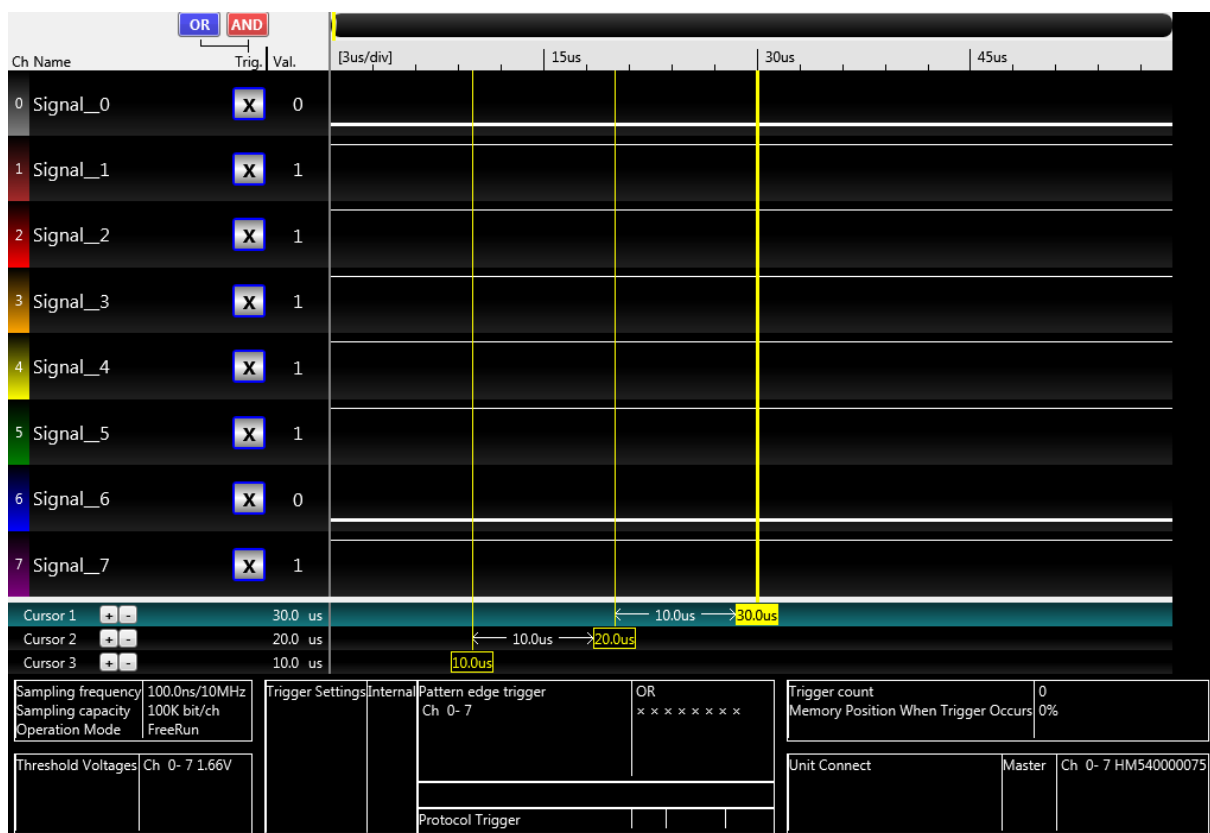 OR AND
Ch Name Trig. Val. [3us/div] 15us 30us 45us
0 Signal__0 X 0
1 Signal__1 X 1
2 Signal__2 X 1
3 Signal__3 X 1
4 Signal__4 X 1
5 Signal__5 X 1
6 Signal__6 X 0
7 Signal__7 X 1
Cursor 1 + - 30.0 us 10.0us 30.0us
Cursor 2 + - 20.0 us 10.0us 20.0us
Cursor 3 + - 10.0 us 10.0us
Sampling frequency 100.0ns/10MHz Trigger Settings Internal Pattern edge trigger OR Trigger count 0
Sampling capacity 100K bit/ch Ch 0- 7 × × × × × × × × Memory Position When Trigger Occurs 0%
Operation Mode FreeRun
Threshold Voltages Ch 0- 7 1.66V Unit Connect Master Ch 0- 7 HM540000075
Protocol Trigger